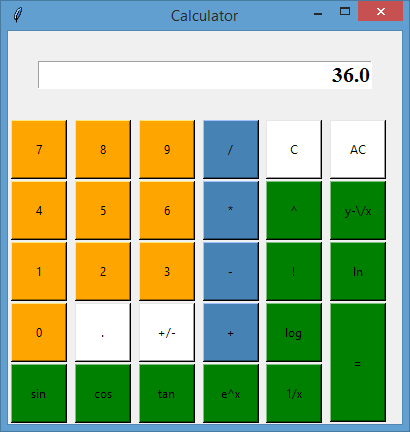 Calculator
36.0
7 8 9 / C AC
4 5 6 * ^ y-\/x
1 2 3 - ! ln
0 . +/- + log =
sin cos tan e^x 1/x